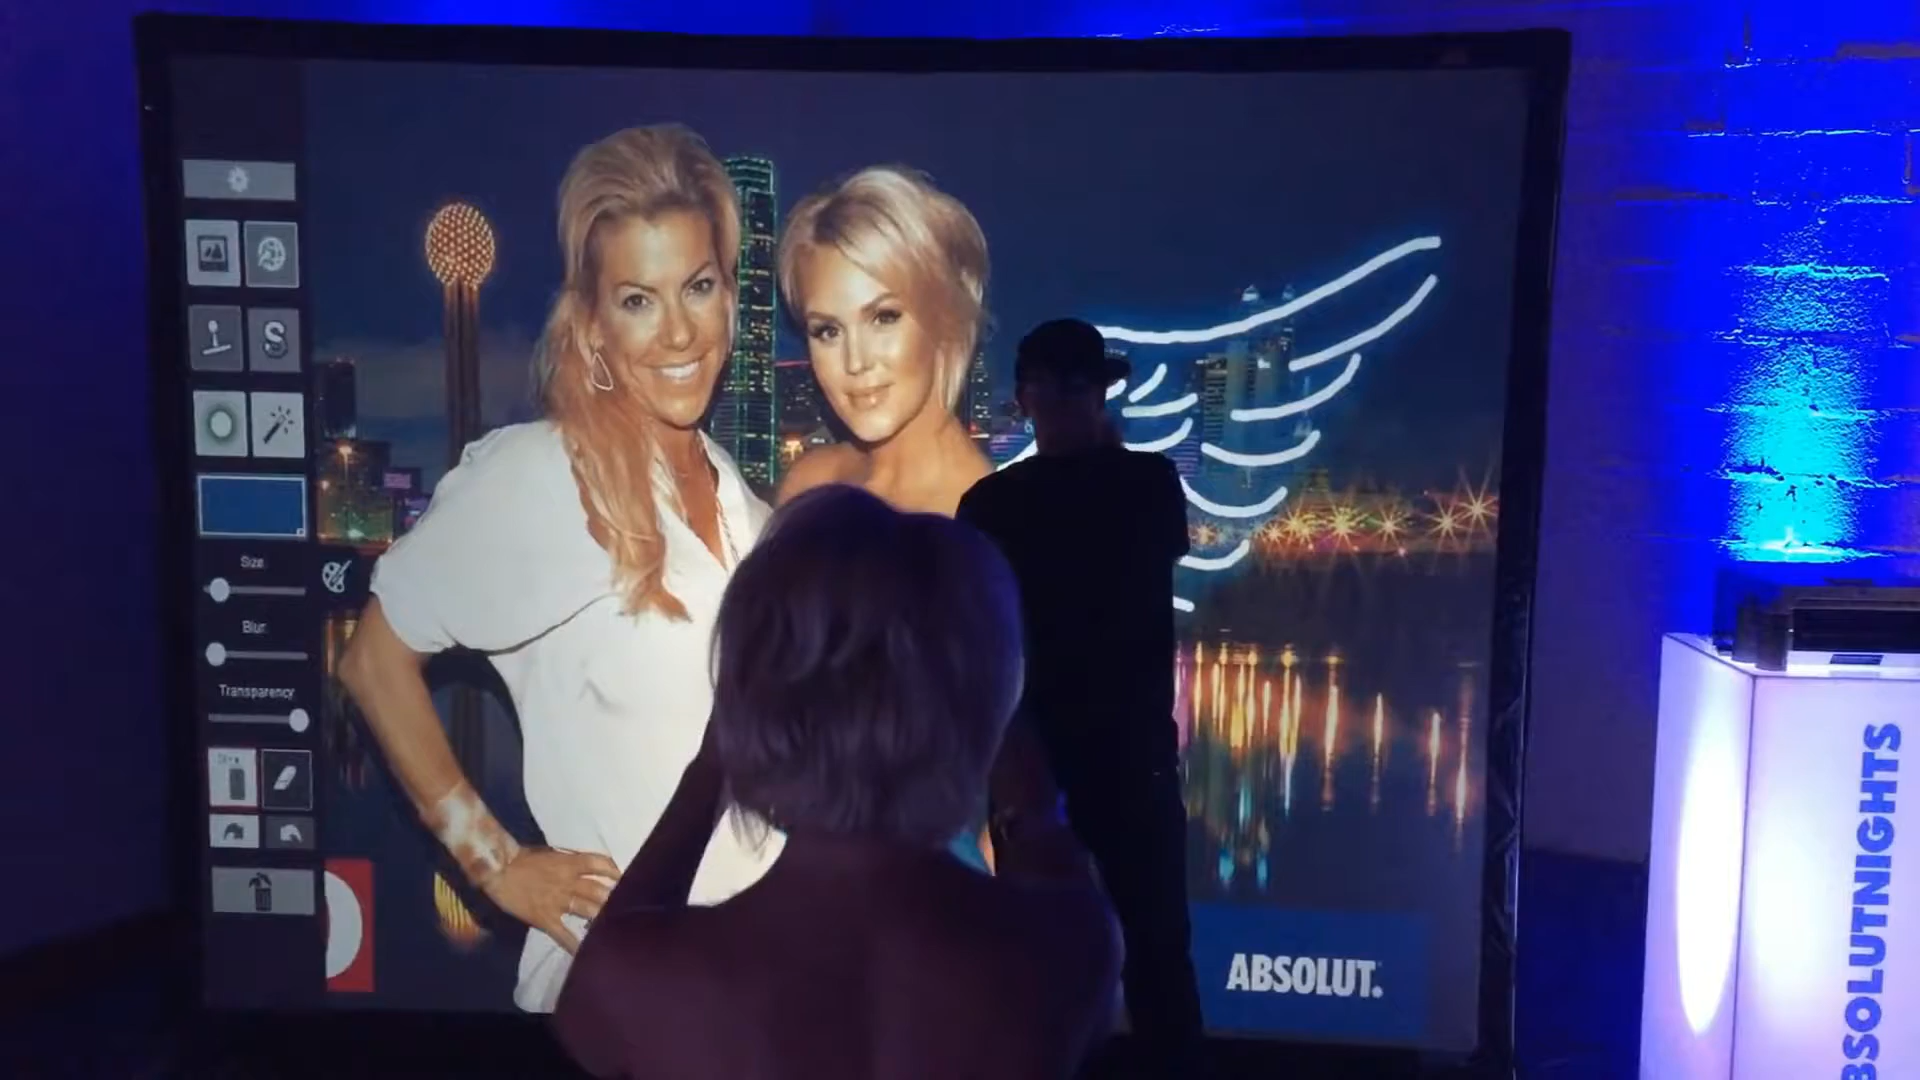 S
Size
Blur
Transparency
ABSOLUT.
BSOLUTNIGHTS